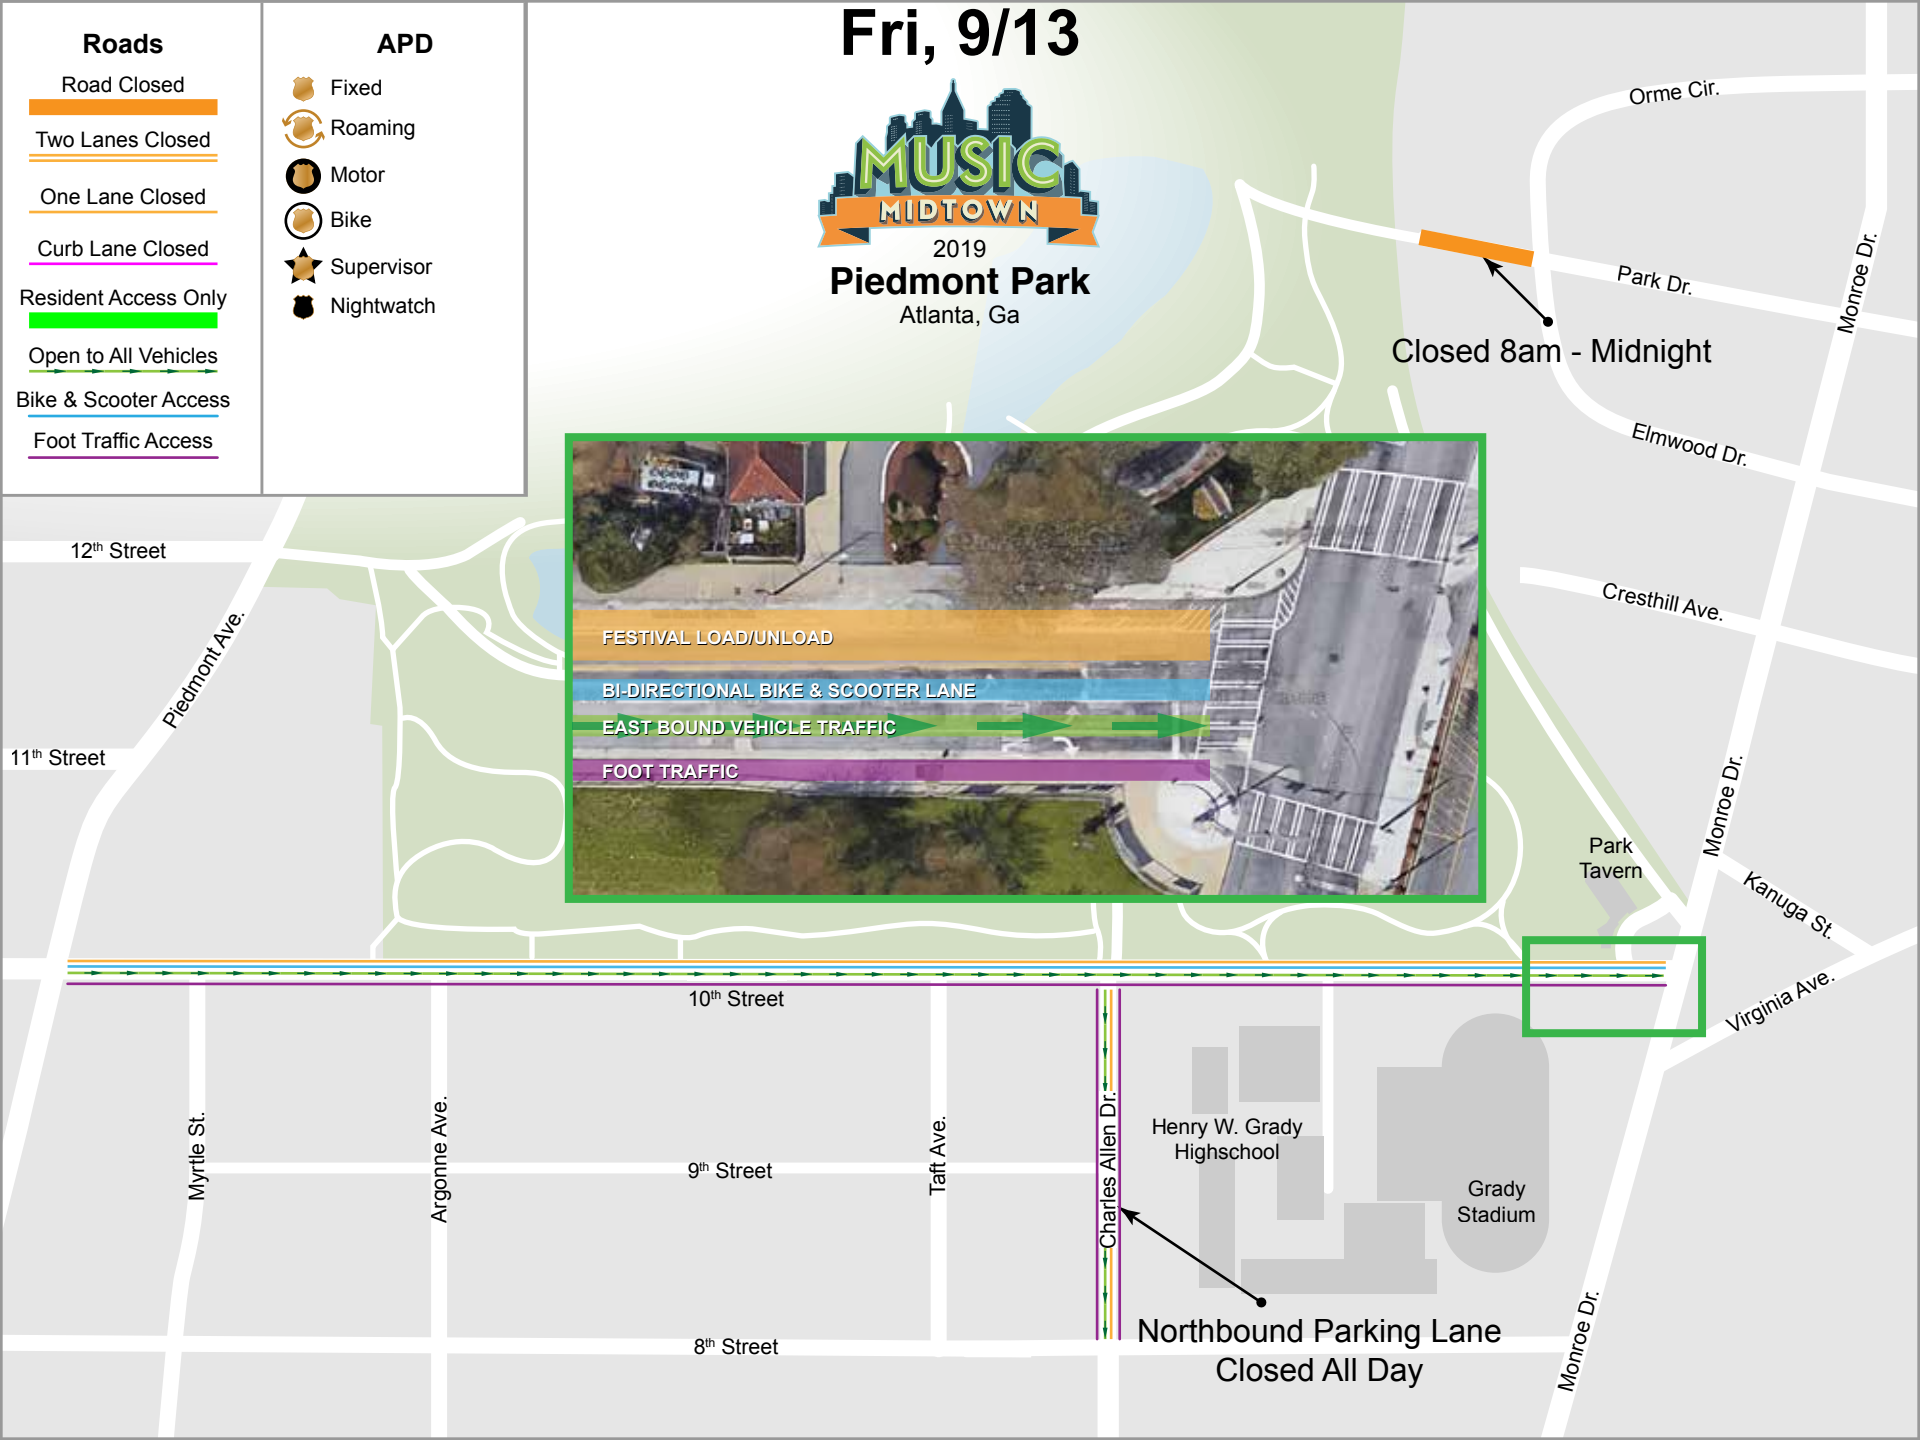 Roads
Road Closed
Two Lanes Closed
One Lane Closed
Curb Lane Closed
Resident Access Only
Open to All Vehicles
Bike & Scooter Access
Foot Traffic Access
APD
Fixed
Roaming
Motor
Bike
Supervisor
Nightwatch
Fri, 9/13
MUSIC
MIDTOWN
2019
Piedmont Park
Atlanta, Ga
Orme Cir.
Park Dr.
Monroe Dr.
Closed 8am - Midnight
Elmwood Dr.
12th Street
Cresthill Ave.
Piedmont Ave.
11th Street
FESTIVAL LOAD/UNLOAD
BI-DIRECTIONAL BIKE & SCOOTER LANE
EAST BOUND VEHICLE TRAFFIC
FOOT TRAFFIC
Monroe Dr.
Park
Tavern
Kanuga St.
Virginia Ave.
10th Street
Myrtle St.
Argonne Ave.
9th Street
Taft Ave.
Charles Allen Dr.
Henry W. Grady
Highschool
Grady
Stadium
8th Street
Northbound Parking Lane
Closed All Day
Monroe Dr.